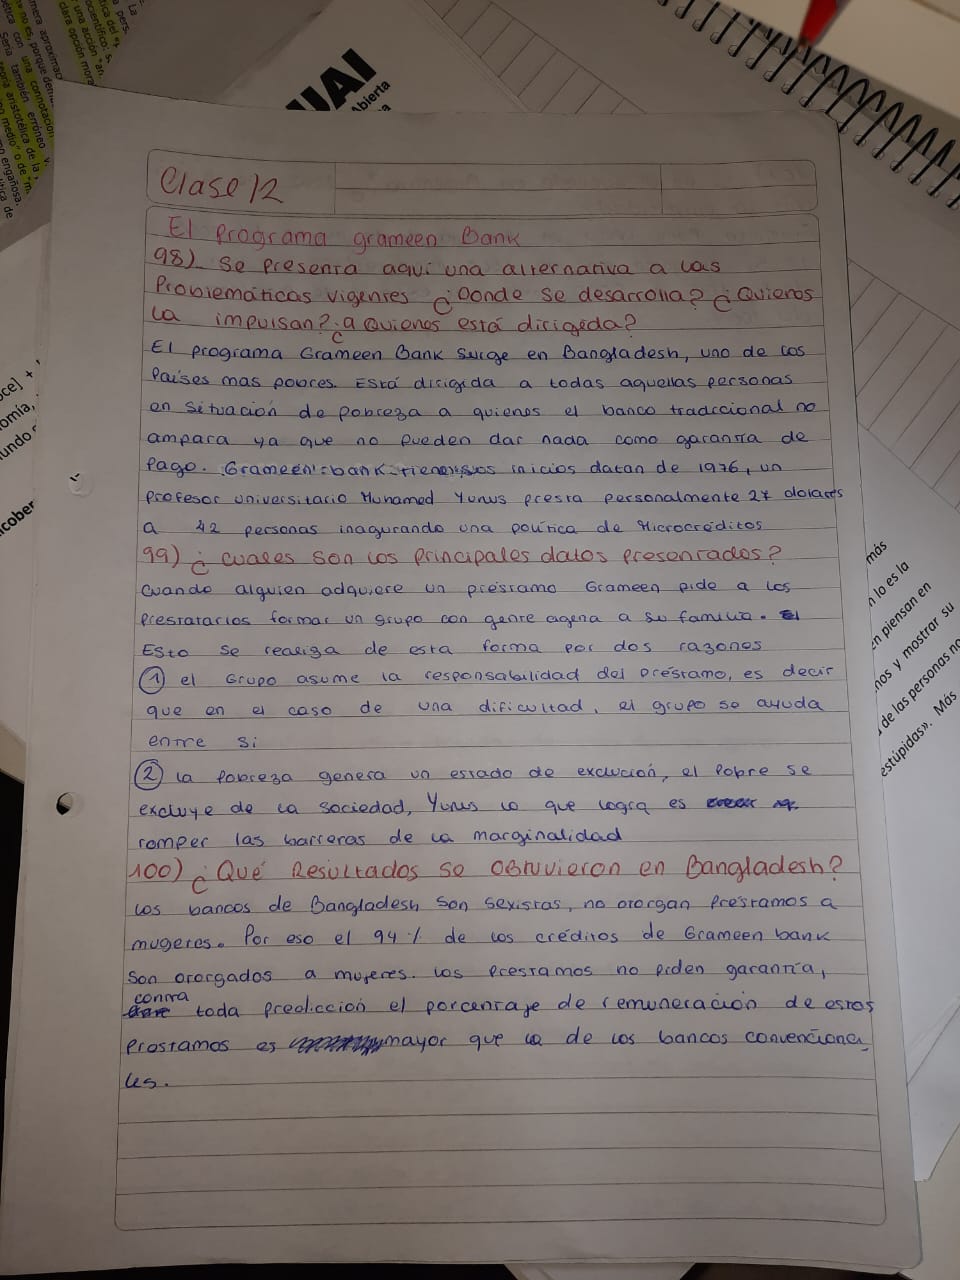 Clase 12
El Programa grameen Bank
98) Se Presenta aquí una alternativa a las
Problemáticas vigentes ¿Donde se desarrolla? ¿Quienes
La impulsan? ¿a Quienes está dirigida?
El programa Grameen Bank surge en Bangladesh, uno de los
Países mas pobres. Está dirigida a todas aquellas personas
en situación de pobreza a quienes el banco tradiccional no
ampara ya que no pueden dar nada como garantía de
Pago. Grameen bank tiene sus inicios datan de 1976, un
profesor universitario Muhamed Yunus presta personalmente 27 dolares
a 42 personas inagurando una política de Microcréditos
99) ¿cuales son los principales datos presentados?
Cuando alguien adquiere un préstamo Grameen pide a los
prestatarios formar un grupo con gente agena a su familia.
Esto se realiza de esta forma por dos razones
① el Grupo asume la responsabilidad del préstamo, es decir
que en el caso de una dificultad, el grupo se ayuda
entre si
② la pobreza genera un estado de exclución, el Pobre se
excluye de la sociedad, Yunus lo que logra es
romper las barreras de la marginalidad
100) ¿Qué Resultados se obtuvieron en Bangladesh?
Los bancos de Bangladesh son sexistas, no otorgan Prestamos a
mugeres. Por eso el 94% de los créditos de Grameen bank
son otorgados a mujeres. Los prestamos no piden garantía,
contra toda predicción el porcentaje de remuneración de estos
Prestamos es mayor que la de los bancos convenciona
les.
UAI
abierta
ocel +
omía,
undo
cober
más
n lo es la
en piensan en
nos y mostrar su
de las personas no
estúpidas». Más